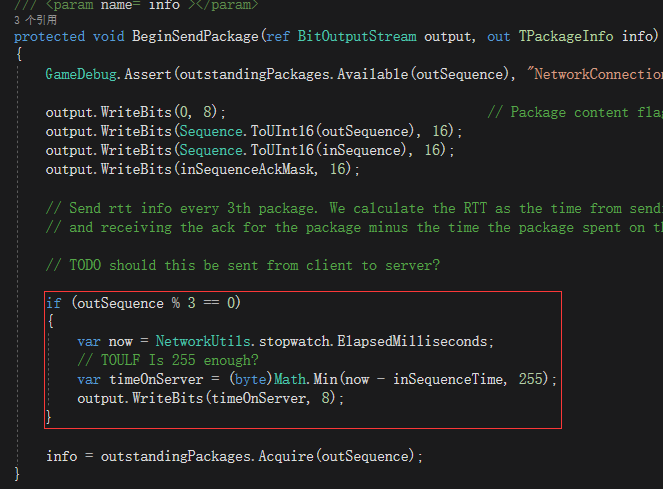 /// <param name= info ></param>
3 个引用
protected void BeginSendPackage(ref BitOutputStream output, out TPackageInfo info)
{
GameDebug.Assert(outstandingPackages.Available(outSequence), "NetworkConnection
output.WriteBits(0, 8); // Package content flag
output.WriteBits(Sequence.ToUInt16(outSequence), 16);
output.WriteBits(Sequence.ToUInt16(inSequence), 16);
output.WriteBits(inSequenceAckMask, 16);
// Send rtt info every 3th package. We calculate the RTT as the time from sendi
// and receiving the ack for the package minus the time the package spent on th
// TODO should this be sent from client to server?
if (outSequence % 3 == 0)
{
var now = NetworkUtils.stopwatch.ElapsedMilliseconds;
// TOULF Is 255 enough?
var timeOnServer = (byte)Math.Min(now - inSequenceTime, 255);
output.WriteBits(timeOnServer, 8);
}
info = outstandingPackages.Acquire(outSequence);
}